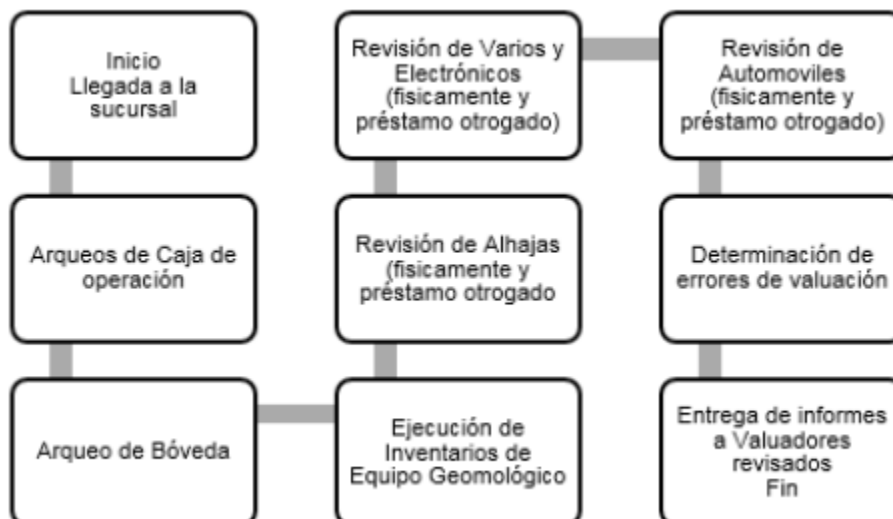 Inicio
Llegada a la
sucursal
Arqueos de Caja de
operación
Arqueo de Bóveda
Ejecución de
Inventarios de
Equipo Geomológico
Revisión de Alhajas
(fisicamente y
préstamo otrogado
Revisión de Varios y
Electrónicos
(fisicamente y
préstamo otrogado)
Revisión de
Automoviles
(fisicamente y
préstamo otrogado)
Determinación de
errores de valuación
Entrega de informes
a Valuadores
revisados
Fin